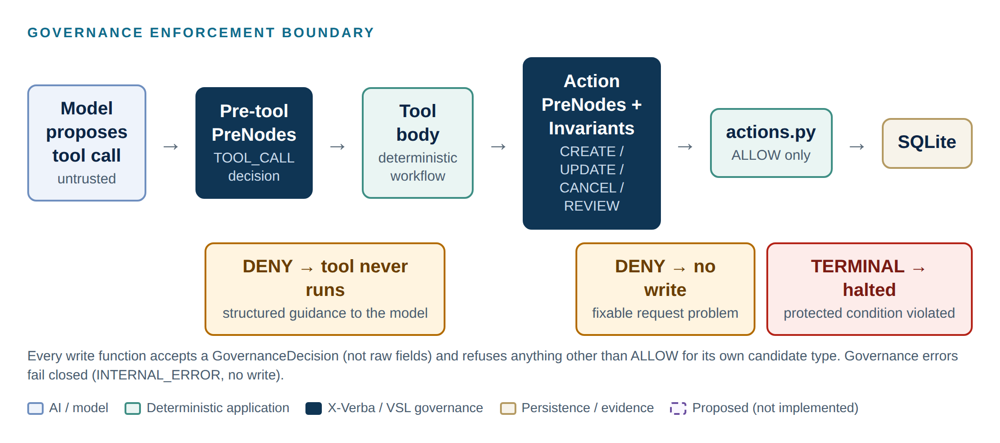 GOVERNANCE ENFORCEMENT BOUNDARY
Model
proposes
tool call
untrusted
→
Pre-tool
PreNodes
TOOL_CALL
decision
→
Tool
body
deterministic
workflow
→
Action
PreNodes +
Invariants
CREATE /
UPDATE /
CANCEL /
REVIEW
→
actions.py
ALLOW only
→
SQLite
DENY → tool never
runs
structured guidance to the model
DENY → no
write
fixable request problem
TERMINAL →
halted
protected condition violated
Every write function accepts a GovernanceDecision (not raw fields) and refuses anything other than ALLOW for its own candidate type. Governance errors
fail closed (INTERNAL_ERROR, no write).
AI / model
Deterministic application
X-Verba / VSL governance
Persistence / evidence
Proposed (not implemented)